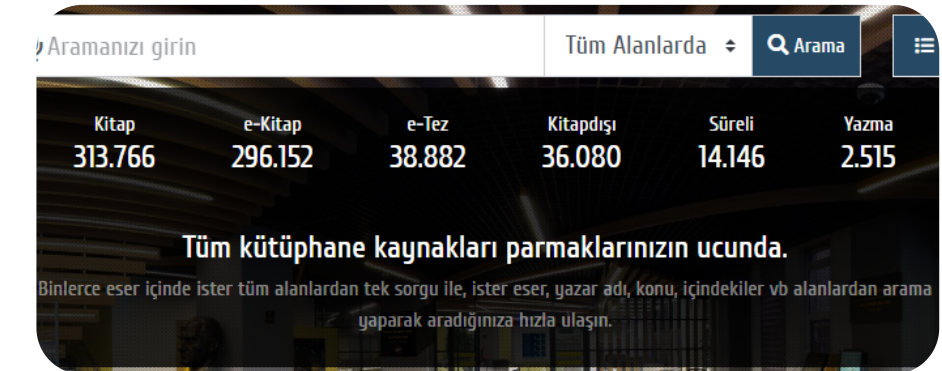 Aramanızı girin Tüm Alanlarda Arama
Kitap e-Kitap e-Tez Kitapdışı Süreli Yazma
313.766 296.152 38.882 36.080 14.146 2.515
Tüm kütüphane kaynakları parmaklarınızın ucunda.
Binlerce eser içinde ister tüm alanlardan tek sorgu ile, ister eser, yazar adı, konu, içindekiler vb alanlardan arama
yaparak aradığınıza hızla ulaşın.